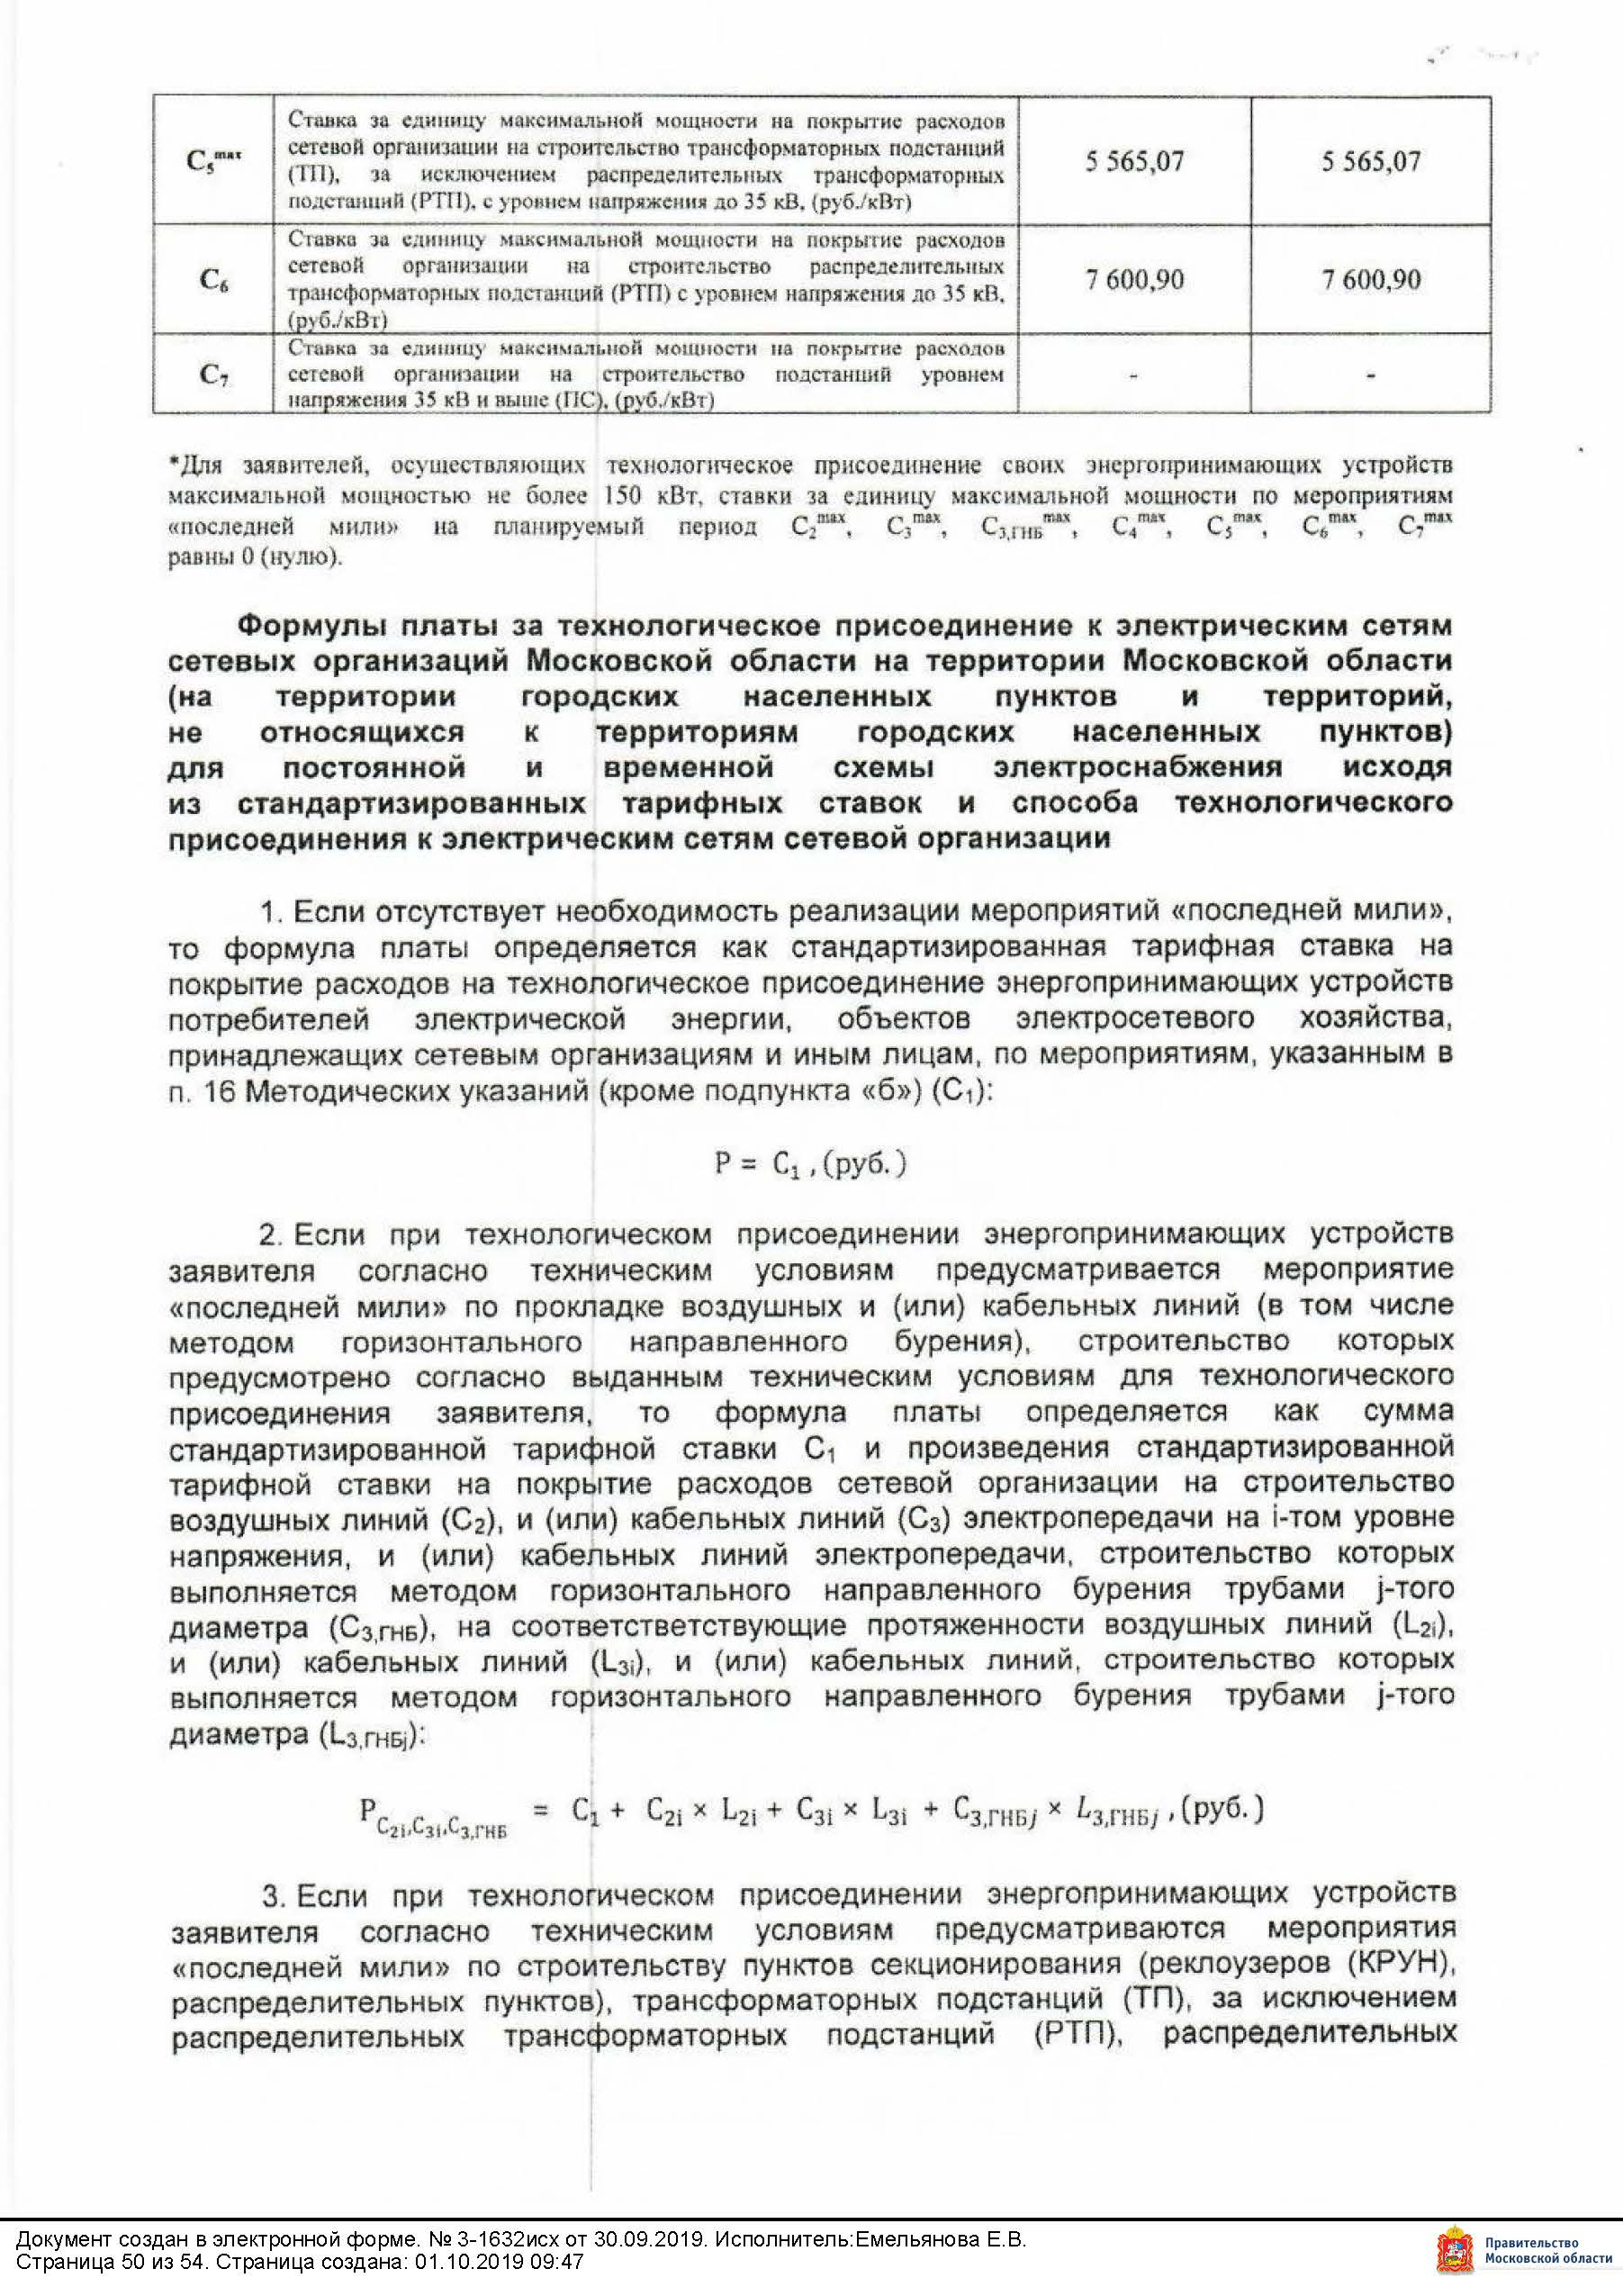 C₅ᵐᵃˣ
Ставка за единицу максимальной мощности на покрытие расходов
сетевой организации на строительство трансформаторных подстанций
(ТП), за исключением распределительных трансформаторных
подстанций (РТП), с уровнем напряжения до 35 кВ, (руб./кВт)
5 565,07
5 565,07
C₆
Ставка за единицу максимальной мощности на покрытие расходов
сетевой организации на строительство распределительных
трансформаторных подстанций (РТП) с уровнем напряжения до 35 кВ,
(руб./кВт)
7 600,90
7 600,90
C₇
Ставка за единицу максимальной мощности на покрытие расходов
сетевой организации на строительство подстанций уровнем
напряжения 35 кВ и выше (ПС), (руб./кВт)
-
-
*Для заявителей, осуществляющих технологическое присоединение своих энергопринимающих устройств
максимальной мощностью не более 150 кВт, ставки за единицу максимальной мощности по мероприятиям
«последней мили» на планируемый период C₂ᵐᵃˣ, C₃ᵐᵃˣ, C₃,ГНБᵐᵃˣ, C₄ᵐᵃˣ, C₅ᵐᵃˣ, C₆ᵐᵃˣ, C₇ᵐᵃˣ
равны 0 (нулю).
Формулы платы за технологическое присоединение к электрическим сетям
сетевых организаций Московской области на территории Московской области
(на территории городских населенных пунктов и территорий,
не относящихся к территориям городских населенных пунктов)
для постоянной и временной схемы электроснабжения исходя
из стандартизированных тарифных ставок и способа технологического
присоединения к электрическим сетям сетевой организации
1. Если отсутствует необходимость реализации мероприятий «последней мили»,
то формула платы определяется как стандартизированная тарифная ставка на
покрытие расходов на технологическое присоединение энергопринимающих устройств
потребителей электрической энергии, объектов электросетевого хозяйства,
принадлежащих сетевым организациям и иным лицам, по мероприятиям, указанным в
п. 16 Методических указаний (кроме подпункта «б») (C₁):
P = C₁ , (руб.)
2. Если при технологическом присоединении энергопринимающих устройств
заявителя согласно техническим условиям предусматривается мероприятие
«последней мили» по прокладке воздушных и (или) кабельных линий (в том числе
методом горизонтального направленного бурения), строительство которых
предусмотрено согласно выданным техническим условиям для технологического
присоединения заявителя, то формула платы определяется как сумма
стандартизированной тарифной ставки C₁ и произведения стандартизированной
тарифной ставки на покрытие расходов сетевой организации на строительство
воздушных линий (C₂), и (или) кабельных линий (C₃) электропередачи на i-том уровне
напряжения, и (или) кабельных линий электропередачи, строительство которых
выполняется методом горизонтального направленного бурения трубами j-того
диаметра (C₃,ГНБ), на соответстветствующие протяженности воздушных линий (L₂i),
и (или) кабельных линий (L₃i), и (или) кабельных линий, строительство которых
выполняется методом горизонтального направленного бурения трубами j-того
диаметра (L₃,ГНБj):
P C₂i,C₃i,C₃,ГНБ = C₁ + C₂i × L₂i + C₃i × L₃i + C₃,ГНБj × L₃,ГНБj , (руб.)
3. Если при технологическом присоединении энергопринимающих устройств
заявителя согласно техническим условиям предусматриваются мероприятия
«последней мили» по строительству пунктов секционирования (реклоузеров (КРУН),
распределительных пунктов), трансформаторных подстанций (ТП), за исключением
распределительных трансформаторных подстанций (РТП), распределительных
Документ создан в электронной форме. № 3-1632исх от 30.09.2019. Исполнитель:Емельянова Е.В.
Страница 50 из 54. Страница создана: 01.10.2019 09:47
Правительство
Московской области